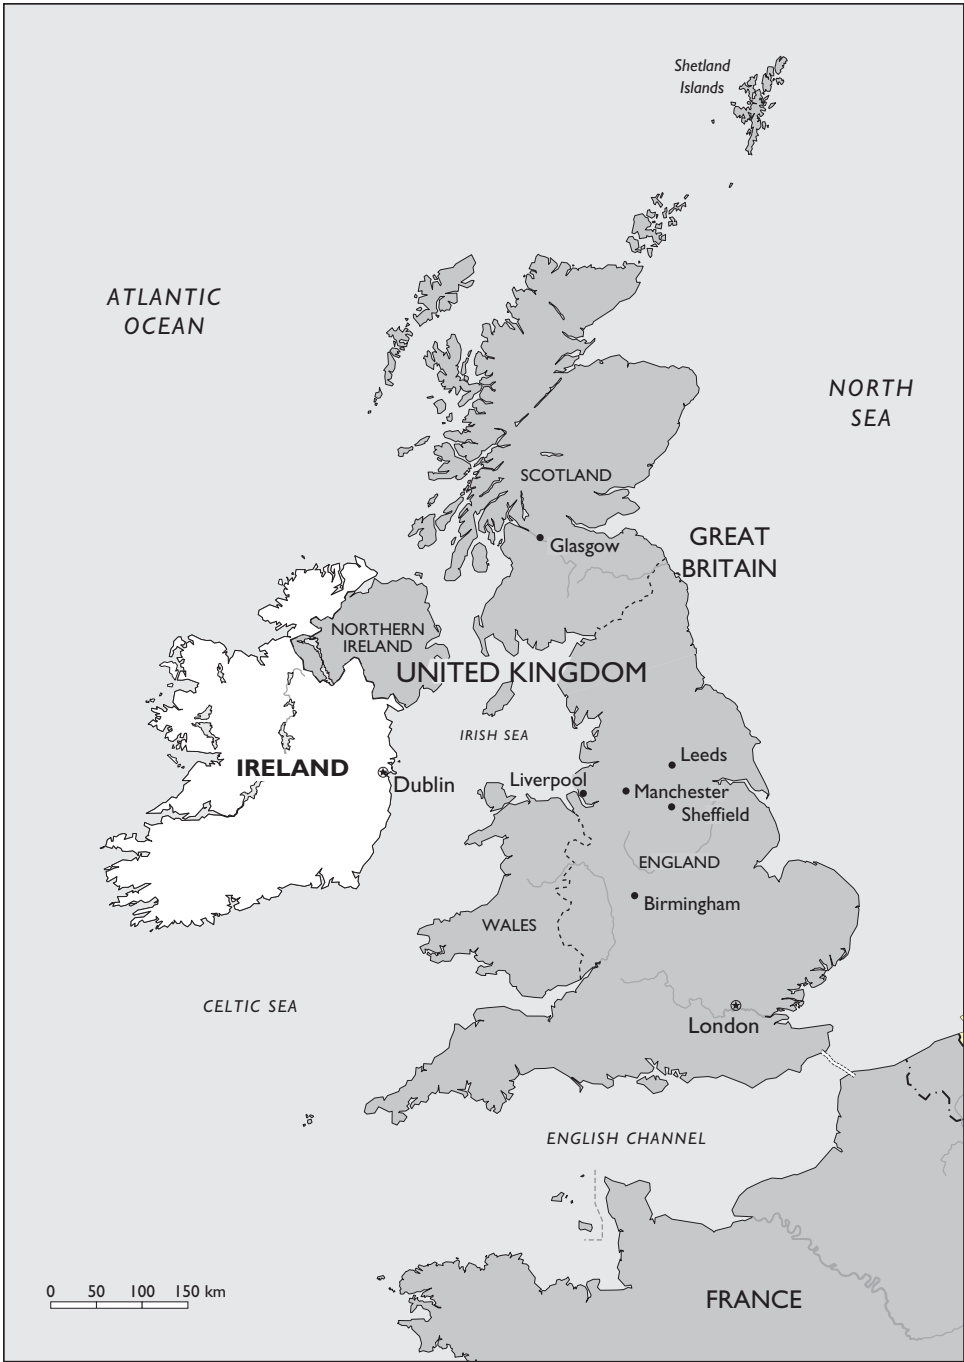 Shetland
Islands
ATLANTIC
OCEAN
NORTH
SEA
SCOTLAND
GREAT
BRITAIN
Glasgow
NORTHERN
IRELAND
UNITED KINGDOM
IRISH SEA
IRELAND
Dublin
Leeds
Liverpool
Manchester
Sheffield
ENGLAND
Birmingham
WALES
CELTIC SEA
London
ENGLISH CHANNEL
0 50 100 150 km
FRANCE